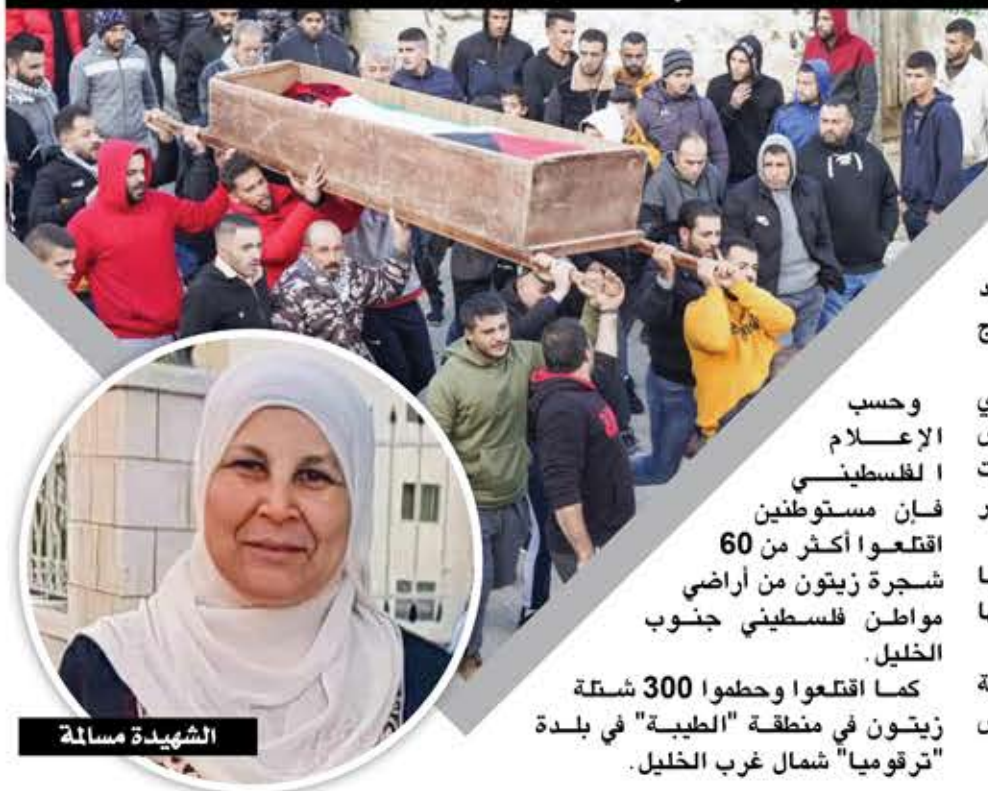 وحسب
الإعلام
الفلسطيني
فإن مستوطنين
اقتلعوا أكثر من 60
شجرة زيتون من أراضي
مواطن فلسطيني جنوب
الخليل.
كما اقتلعوا وحطموا 300 شتلة
زيتون في منطقة "الطيبة" في بلدة
"ترقوميا" شمال غرب الخليل.
الشهيدة مسالمة